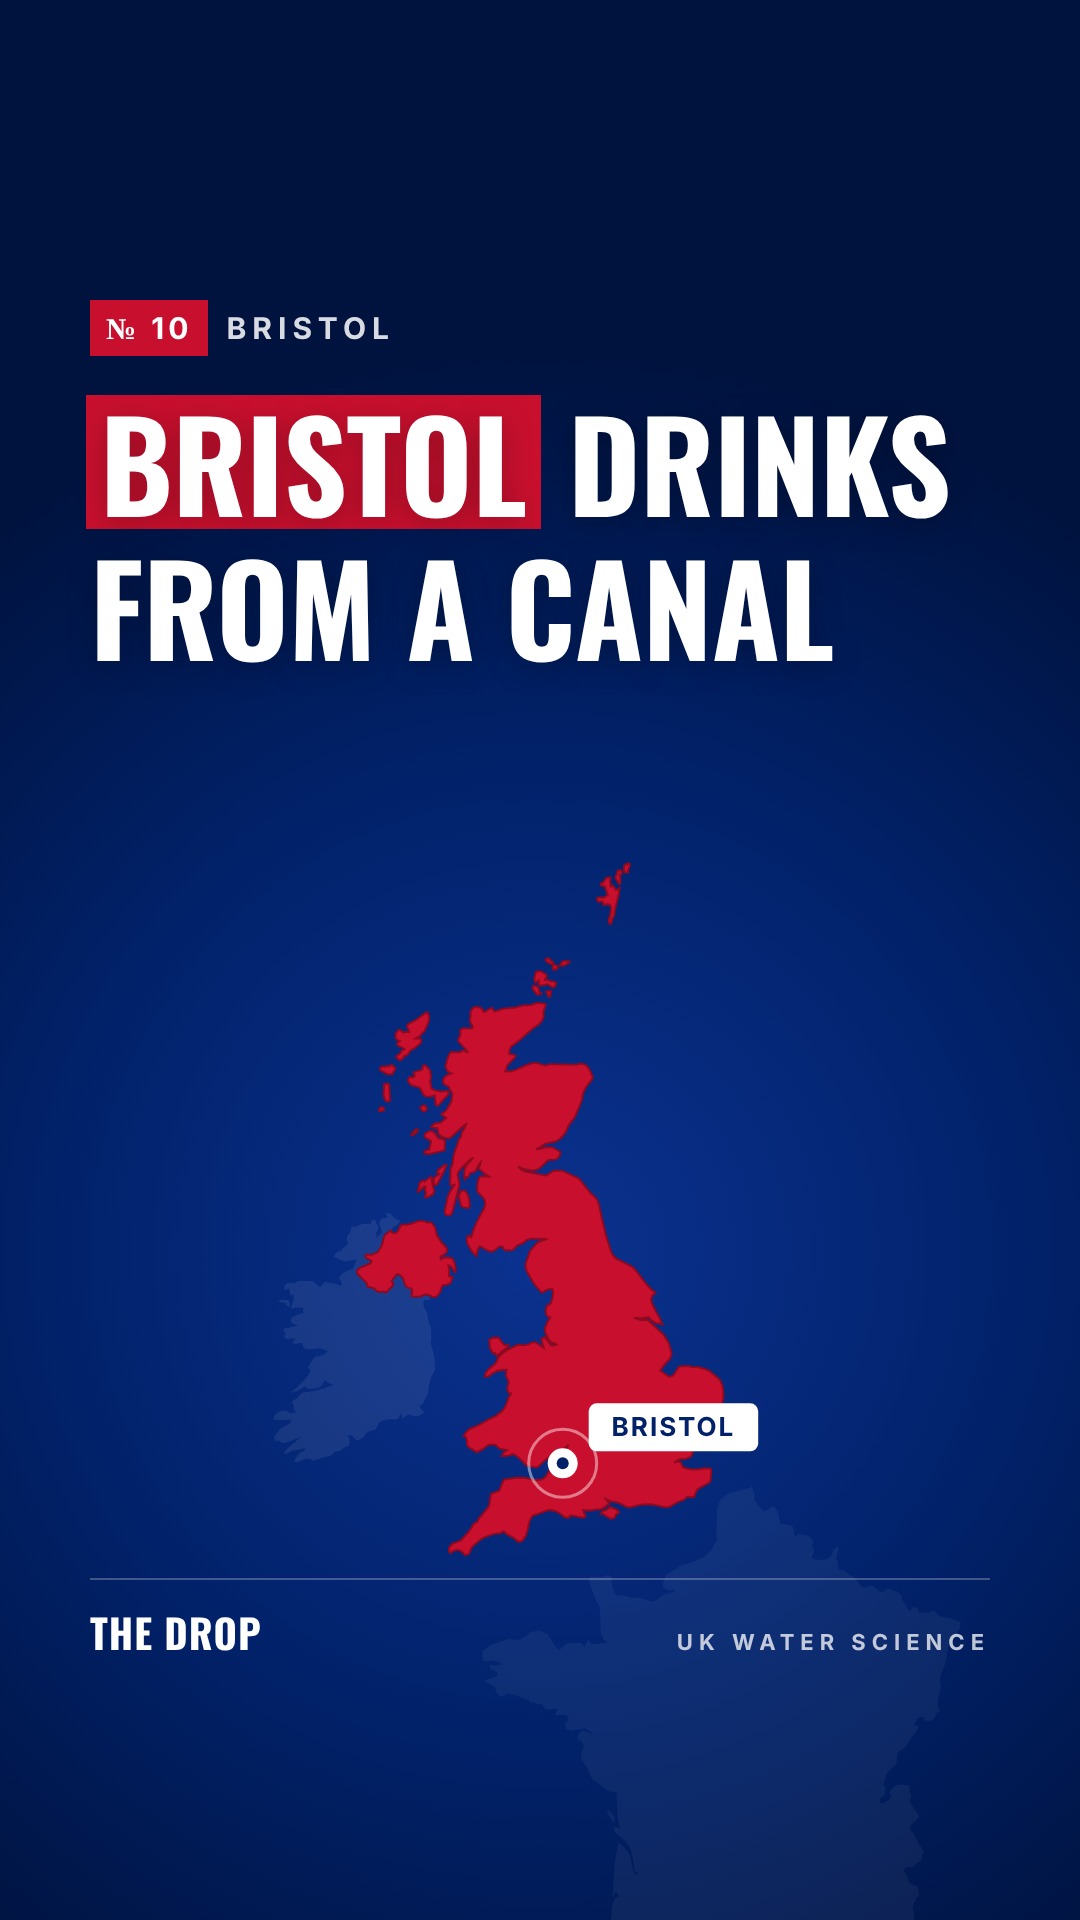 № 10 BRISTOL
BRISTOL DRINKS
FROM A CANAL
BRISTOL
THE DROP
UK WATER SCIENCE